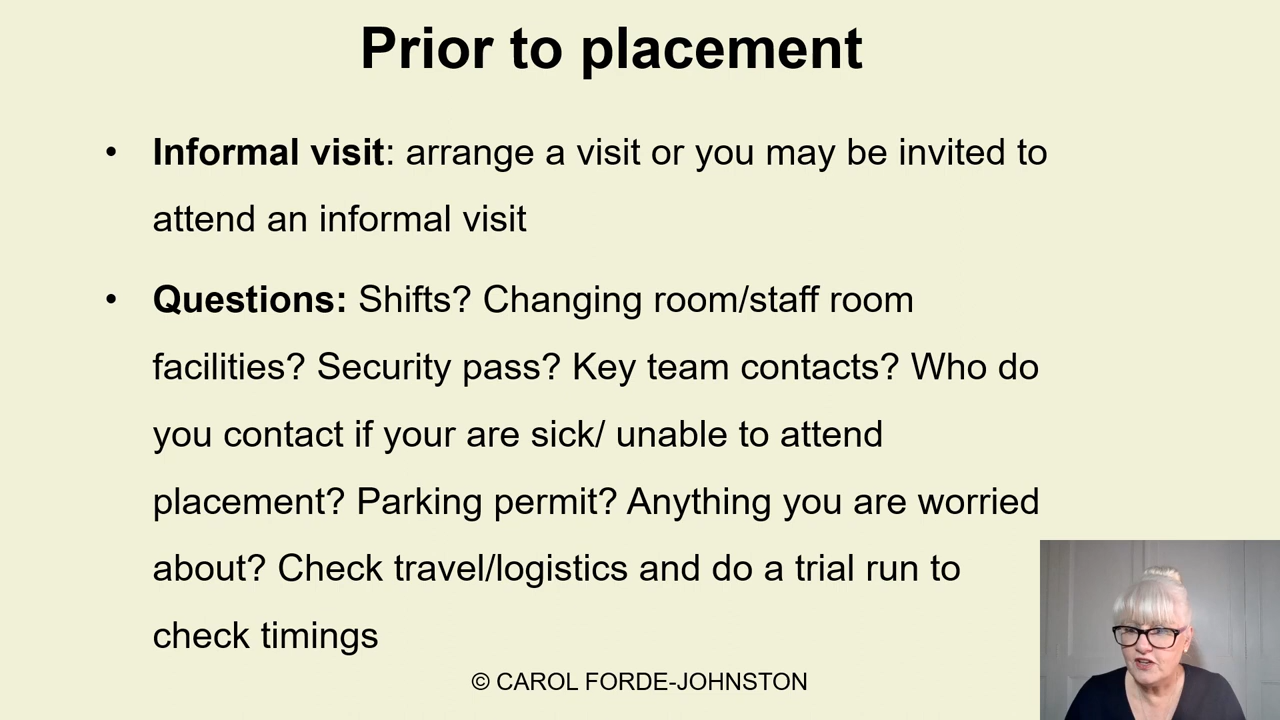 Prior to placement
• Informal visit: arrange a visit or you may be invited to
attend an informal visit
• Questions: Shifts? Changing room/staff room
facilities? Security pass? Key team contacts? Who do
you contact if your are sick/ unable to attend
placement? Parking permit? Anything you are worried
about? Check travel/logistics and do a trial run to
check timings
© CAROL FORDE-JOHNSTON